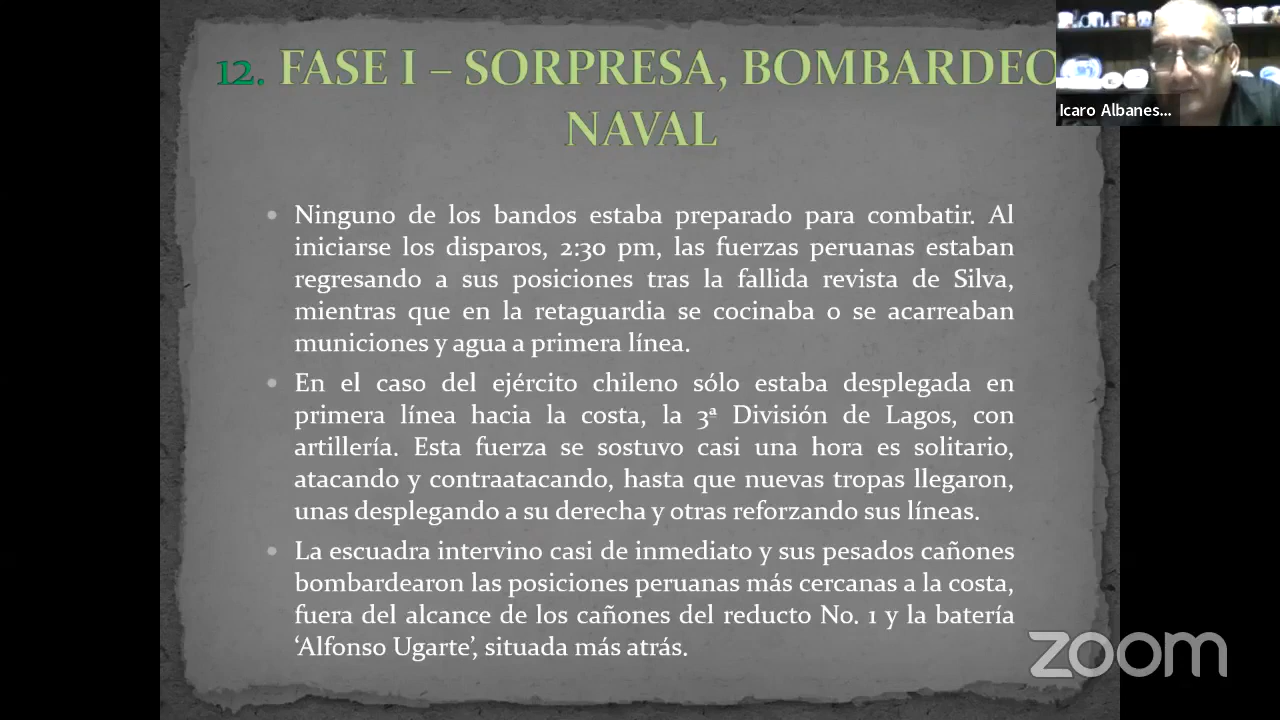 12. FASE I – SORPRESA, BOMBARDEO
NAVAL
Icaro Albanes...
• Ninguno de los bandos estaba preparado para combatir. Al
iniciarse los disparos, 2:30 pm, las fuerzas peruanas estaban
regresando a sus posiciones tras la fallida revista de Silva,
mientras que en la retaguardia se cocinaba o se acarreaban
municiones y agua a primera línea.
• En el caso del ejército chileno sólo estaba desplegada en
primera línea hacia la costa, la 3ª División de Lagos, con
artillería. Esta fuerza se sostuvo casi una hora es solitario,
atacando y contraatacando, hasta que nuevas tropas llegaron,
unas desplegando a su derecha y otras reforzando sus líneas.
• La escuadra intervino casi de inmediato y sus pesados cañones
bombardearon las posiciones peruanas más cercanas a la costa,
fuera del alcance de los cañones del reducto No. 1 y la batería
‘Alfonso Ugarte’, situada más atrás.
zoom